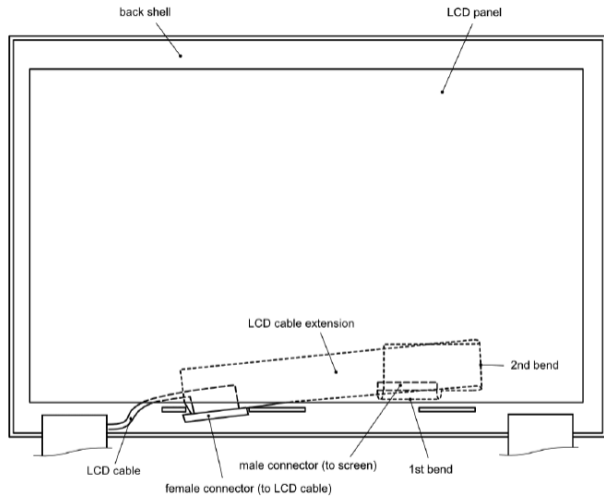 back shell
LCD panel
LCD cable extension
2nd bend
male connector (to screen)
1st bend
LCD cable
female connector (to LCD cable)